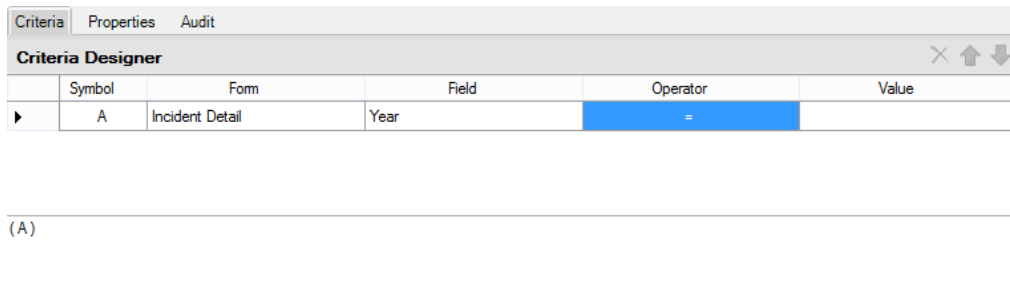 Criteria Properties Audit
Criteria Designer
Symbol Form Field Operator Value
A Incident Detail Year =
(A)